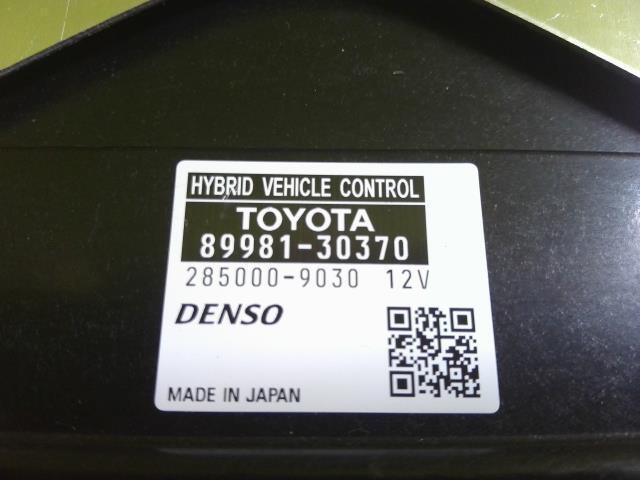 HYBRID VEHICLE CONTROL
TOYOTA
89981-30370
285000-9030 12V
DENSO
MADE IN JAPAN